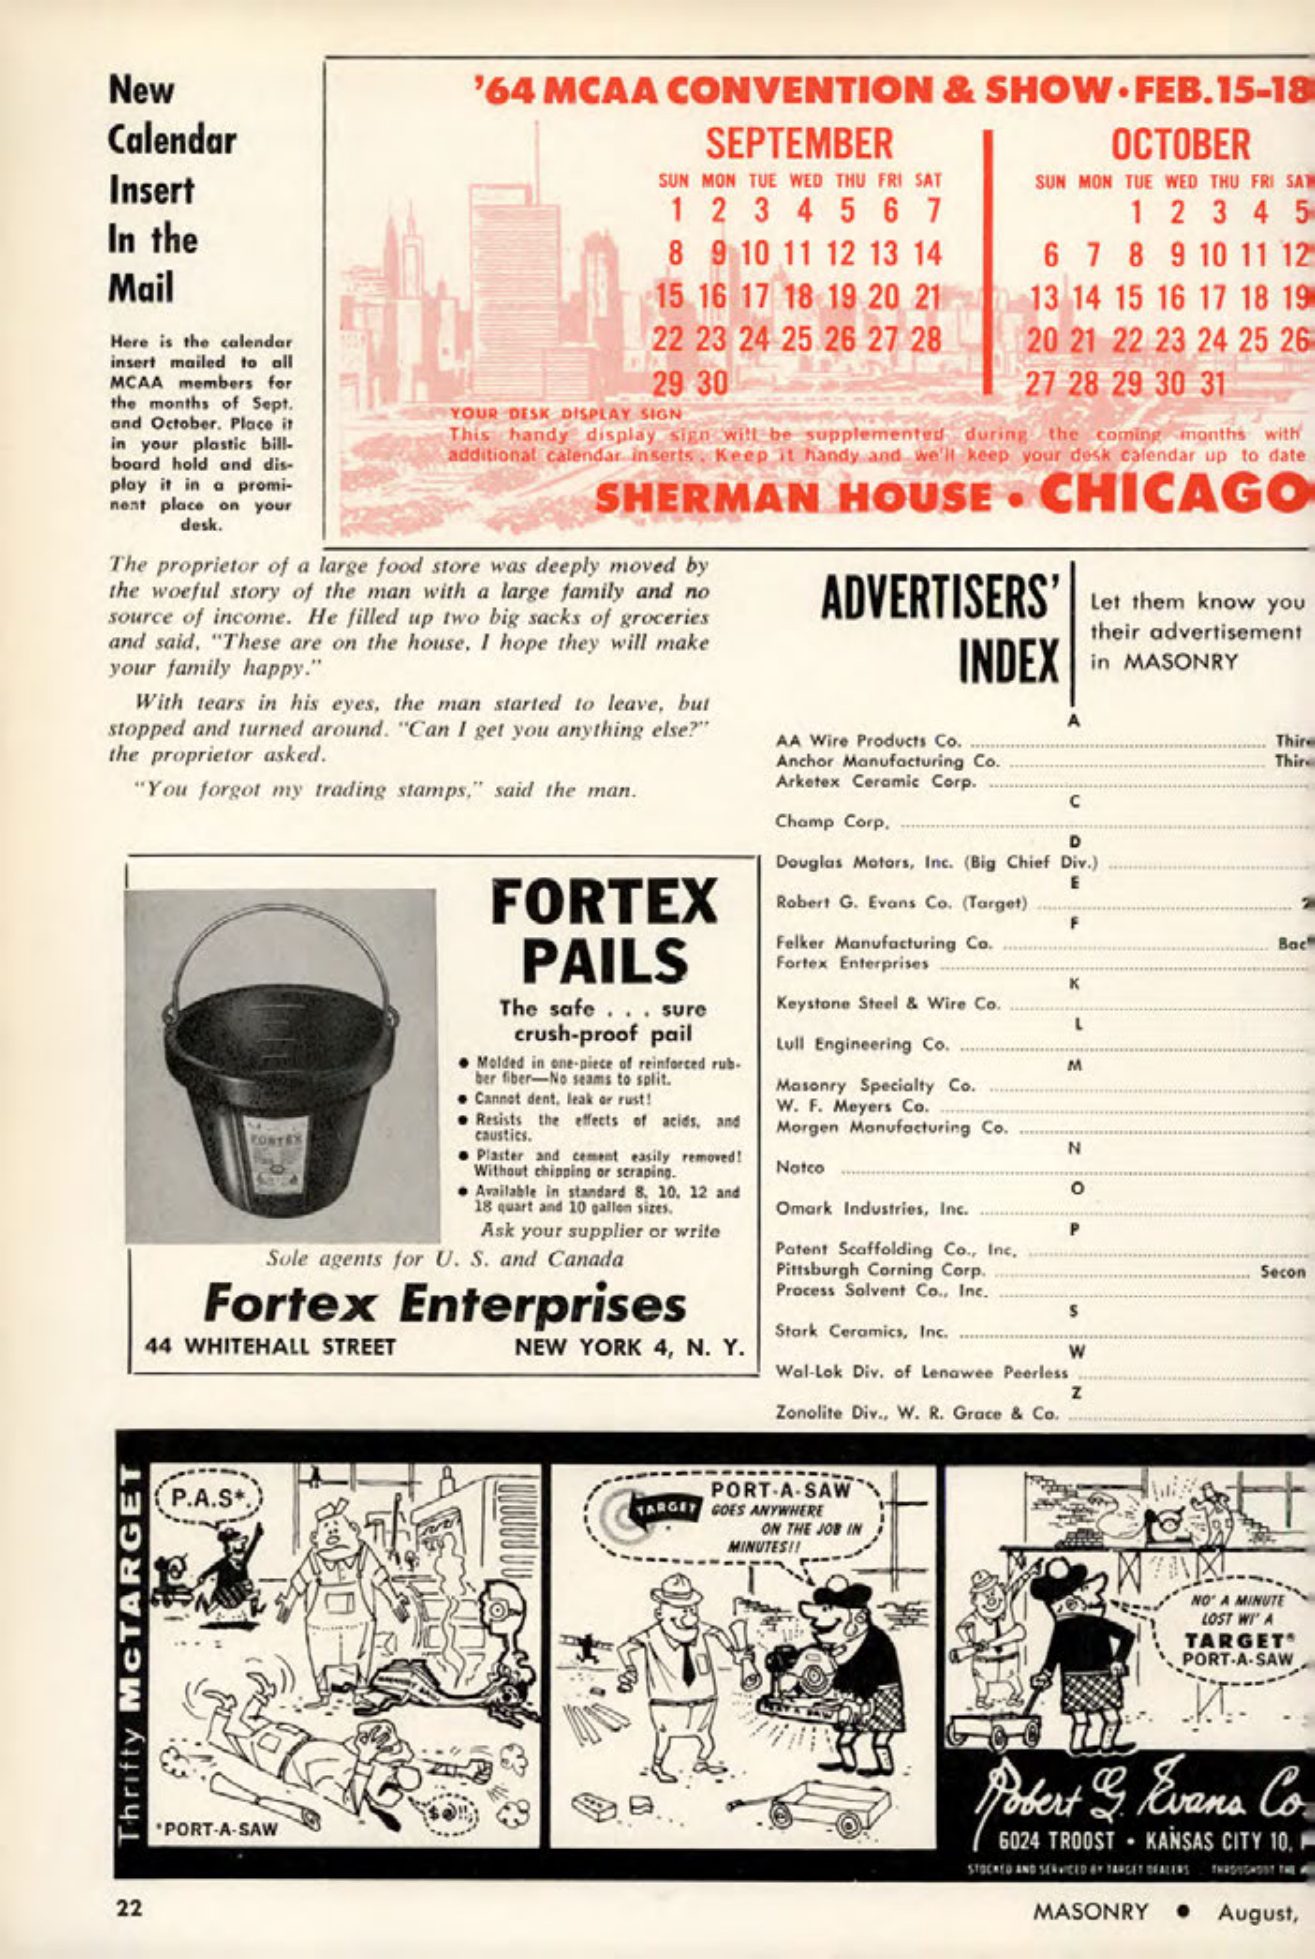 New
Calendar
Insert
In the
Mail
Here is the calendar
insert mailed to all
MCAA members for
the months of Sept.
and October. Place it
in your plastic bill-
board hold and dis-
play it in a promi-
nent place on your
desk.
'64 MCAA CONVENTION & SHOW • FEB. 15-18
SEPTEMBER
SUN MON TUE WED THU FRI SAT
1 2 3 4 5 6 7
8 9 10 11 12 13 14
15 16 17 18 19 20 21
22 23 24 25 26 27 28
29 30
OCTOBER
SUN MON TUE WED THU FRI SAT
1 2 3 4 5
6 7 8 9 10 11 12
13 14 15 16 17 18 19
20 21 22 23 24 25 26
27 28 29 30 31
YOUR DESK DISPLAY SIGN
This handy display sign will be supplemented during the coming months with
additional calendar inserts. Keep it handy and we'll keep your desk calendar up to date
SHERMAN HOUSE • CHICAGO
The proprietor of a large food store was deeply moved by
the woeful story of the man with a large family and no
source of income. He filled up two big sacks of groceries
and said, "These are on the house, I hope they will make
your family happy."
With tears in his eyes, the man started to leave, but
stopped and turned around. "Can I get you anything else?"
the proprietor asked.
"You forgot my trading stamps," said the man.
FORTEX
PAILS
The safe . . . sure
crush-proof pail
● Molded in one-piece of reinforced rub-
ber fiber—No seams to split.
● Cannot dent, leak or rust!
● Resists the effects of acids, and
caustics.
● Plaster and cement easily removed!
Without chipping or scraping.
● Available in standard 8, 10, 12 and
18 quart and 10 gallon sizes.
Ask your supplier or write
FORTEX
Sole agents for U. S. and Canada
Fortex Enterprises
44 WHITEHALL STREET NEW YORK 4, N. Y.
ADVERTISERS'
INDEX
Let them know you
their advertisement
in MASONRY
A
AA Wire Products Co. Thir
Anchor Manufacturing Co. Thir
Arketex Ceramic Corp.
C
Champ Corp,
D
Douglas Motors, Inc. (Big Chief Div.)
E
Robert G. Evans Co. (Target) 2
F
Felker Manufacturing Co. Bac
Fortex Enterprises
K
Keystone Steel & Wire Co.
L
Lull Engineering Co.
M
Masonry Specialty Co.
W. F. Meyers Co.
Morgen Manufacturing Co.
N
Natco
O
Omark Industries, Inc.
P
Patent Scaffolding Co., Inc,
Pittsburgh Corning Corp. Secon
Process Solvent Co., Inc.
S
Stark Ceramics, Inc.
W
Wal-Lok Div. of Lenawee Peerless
Z
Zonolite Div., W. R. Grace & Co.
Thrifty McTARGET
P.A.S*.
$@!!
*PORT-A-SAW
TARGET
PORT-A-SAW
GOES ANYWHERE
ON THE JOB IN
MINUTES!!
PORT A SAW
NO' A MINUTE
LOST WI' A
TARGET®
PORT-A-SAW
Robert G. Evans Co
6024 TROOST • KANSAS CITY 10,
STOCKED AND SERVICED BY TARGET DEALERS THROUGHOUT THE
22
MASONRY ● August,